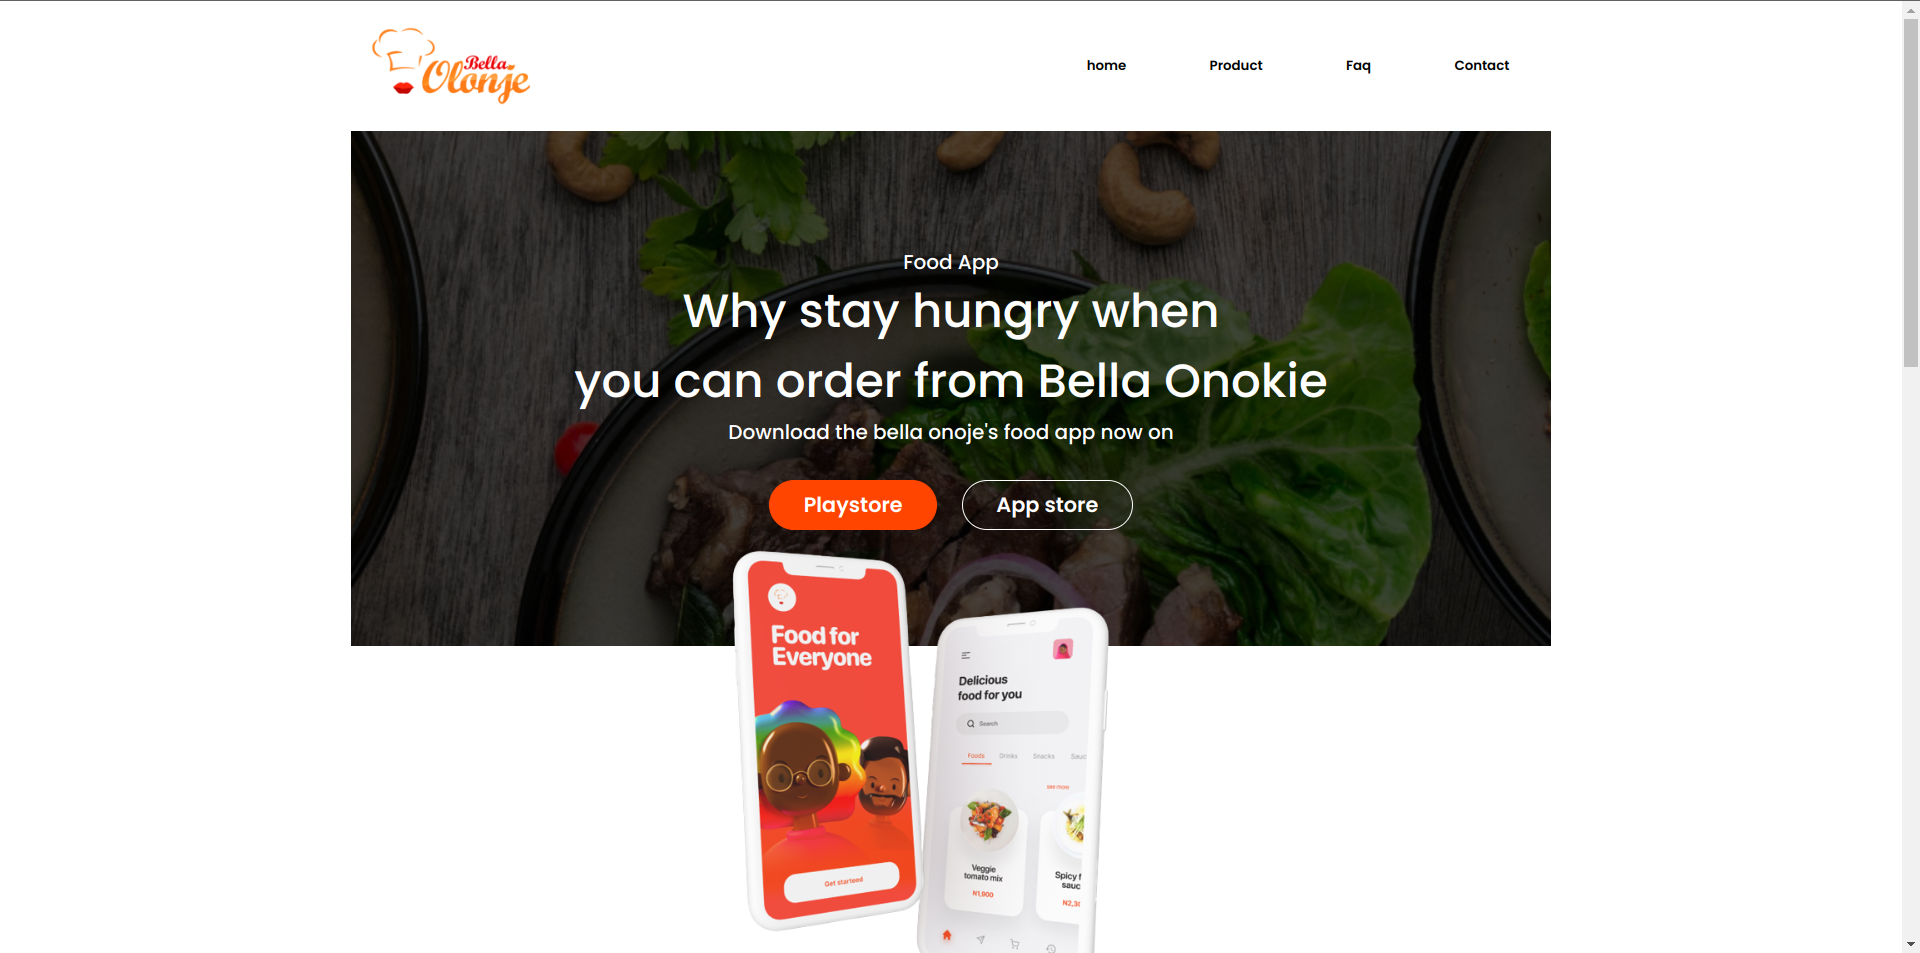 Bella
Olonje
home
Product
Faq
Contact
Food App
Why stay hungry when
you can order from Bella Onokie
Download the bella onoje's food app now on
Playstore
App store
Food for
Everyone
Get starteed
Delicious
food for you
Search
Foods
Drinks
Snacks
Sauc
see more
Veggie
tomato mix
N1,900
Spicy f
sauc
N2,30